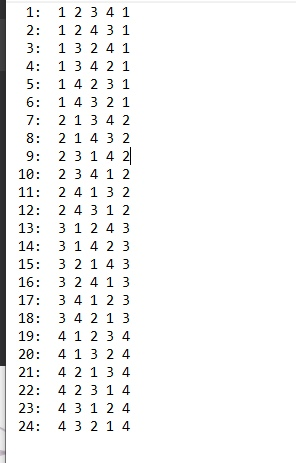 1: 1 2 3 4 1
2: 1 2 4 3 1
3: 1 3 2 4 1
4: 1 3 4 2 1
5: 1 4 2 3 1
6: 1 4 3 2 1
7: 2 1 3 4 2
8: 2 1 4 3 2
9: 2 3 1 4 2
10: 2 3 4 1 2
11: 2 4 1 3 2
12: 2 4 3 1 2
13: 3 1 2 4 3
14: 3 1 4 2 3
15: 3 2 1 4 3
16: 3 2 4 1 3
17: 3 4 1 2 3
18: 3 4 2 1 3
19: 4 1 2 3 4
20: 4 1 3 2 4
21: 4 2 1 3 4
22: 4 2 3 1 4
23: 4 3 1 2 4
24: 4 3 2 1 4